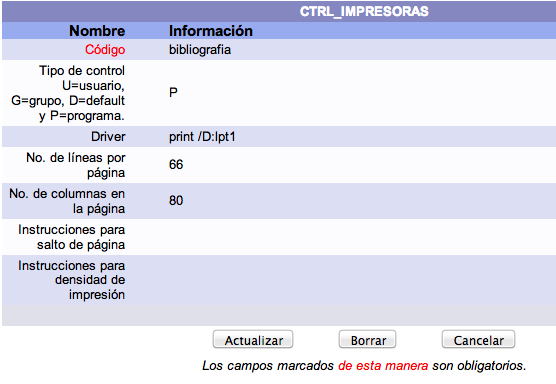 CTRL_IMPRESORAS
Nombre Información
Código bibliografia
Tipo de control
U=usuario,
G=grupo, D=default
y P=programa.
P
Driver print /D:lpt1
No. de líneas por
página
66
No. de columnas en
la página
80
Instrucciones para
salto de página
Instrucciones para
densidad de
impresión
Actualizar Borrar Cancelar
Los campos marcados de esta manera son obligatorios.